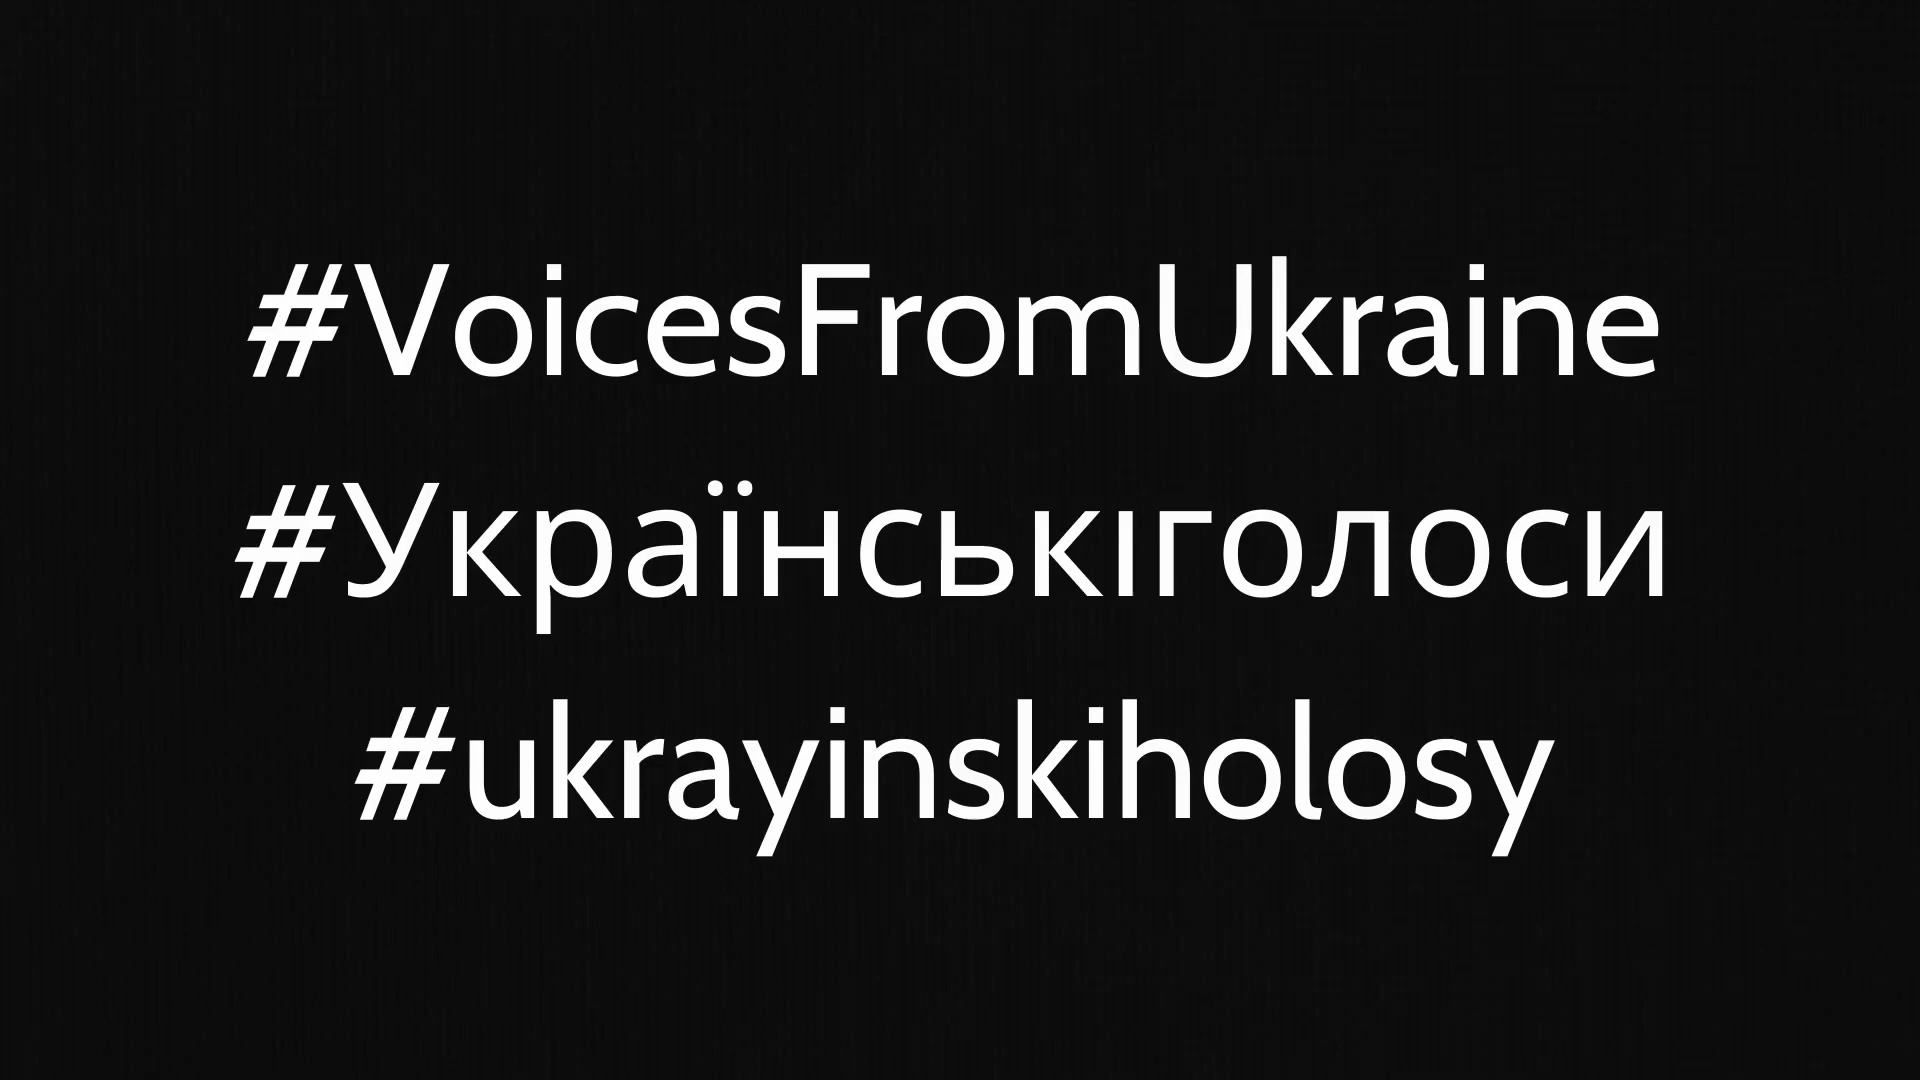 #VoicesFromUkraine
#Українськіголоси
#ukrayinskiholosy